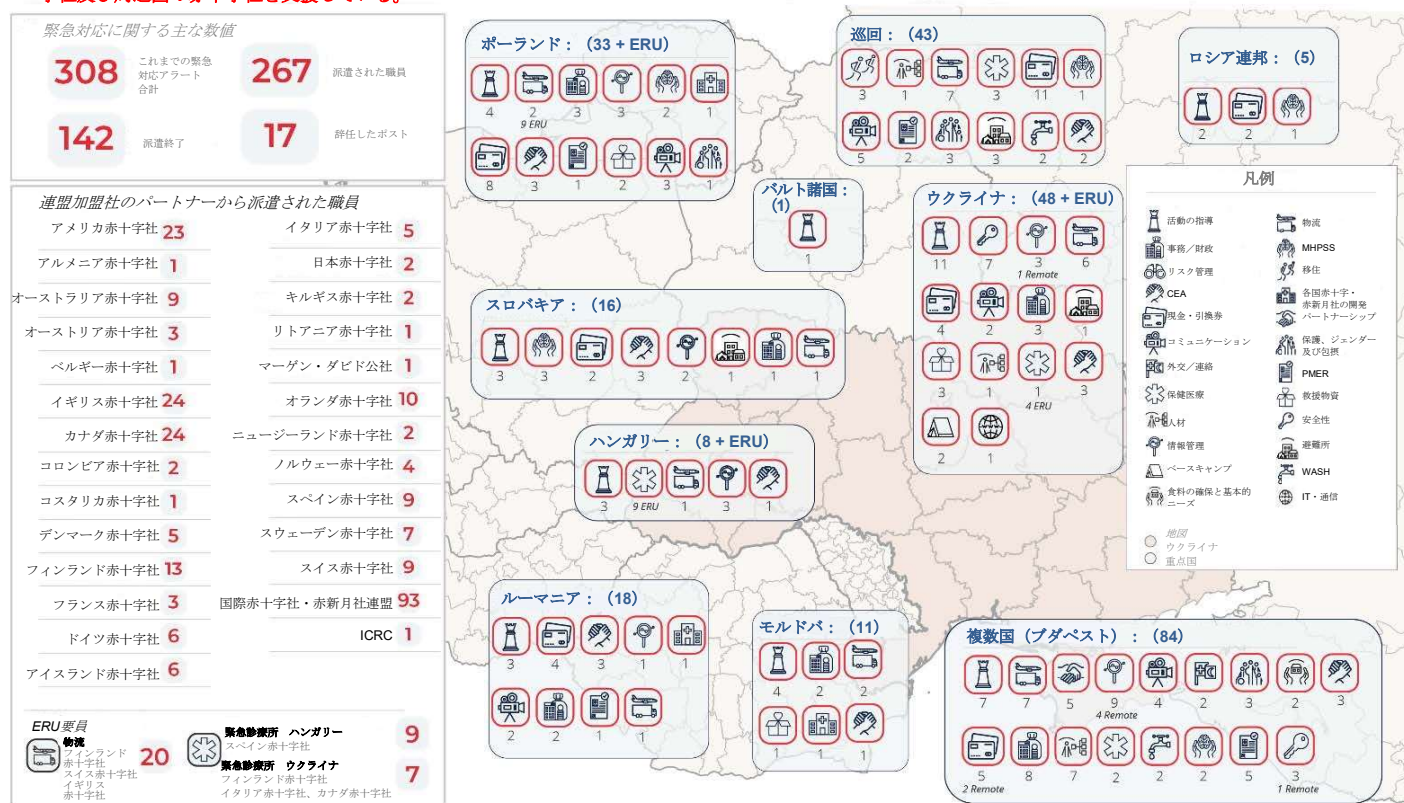 緊急対応に関する主な数値
308 これまでの緊急
対応アラート
合計
267 派遣された職員
142 派遣終了
17 辞任したポスト
連盟加盟社のパートナーから派遣された職員
アメリカ赤十字社 23
アルメニア赤十字社 1
オーストラリア赤十字社 9
オーストリア赤十字社 3
ベルギー赤十字社 1
イギリス赤十字社 24
カナダ赤十字社 24
コロンビア赤十字社 2
コスタリカ赤十字社 1
デンマーク赤十字社 5
フィンランド赤十字社 13
フランス赤十字社 3
ドイツ赤十字社 6
アイスランド赤十字社 6
イタリア赤十字社 5
日本赤十字社 2
キルギス赤十字社 2
リトアニア赤十字社 1
マーゲン・ダビド公社 1
オランダ赤十字社 10
ニュージーランド赤十字社 2
ノルウェー赤十字社 4
スペイン赤十字社 9
スウェーデン赤十字社 7
スイス赤十字社 9
国際赤十字社・赤新月社連盟 93
ICRC 1
ERU要員
物流
フィンランド
赤十字社
スイス赤十字社
イギリス
赤十字社
20
緊急診療所 ハンガリー
スペイン赤十字社
9
緊急診療所 ウクライナ
フィンランド赤十字社
イタリア赤十字社、カナダ赤十字社
7
ポーランド： （33 + ERU）
4 2 3 3 2 1
9 ERU
8 3 1 2 3 1
巡回： （43）
3 1 7 3 11 1
5 2 3 3 2 2
ロシア連邦： （5）
2 2 1
バルト諸国：
（1）
1
ウクライナ： （48 + ERU）
11 7 3 6
1 Remote
4 2 3 1
3 1 1 3
4 ERU
2 1
スロバキア： （16）
3 3 2 3 2 1 1 1
ハンガリー： （8 + ERU）
3 9 ERU 1 3 1
ルーマニア： （18）
3 4 3 1 1
2 2 1 1
モルドバ： （11）
4 2 2
1 1 1
複数国（ブダペスト）： （84）
7 7 5 9 4 2 3 2 3
4 Remote
5 8 7 2 2 2 5 3
2 Remote 1 Remote
凡例
活動の指導
事務／財政
リスク管理
CEA
現金・引換券
コミュニケーション
外交／連絡
保健医療
人材
情報管理
ベースキャンプ
食料の確保と基本的
ニーズ
物流
MHPSS
移住
各国赤十字・
赤新月社の開発
パートナーシップ
保護、ジェンダー
及び包摂
PMER
救援物資
安全性
避難所
WASH
IT・通信
地図
ウクライナ
重点国